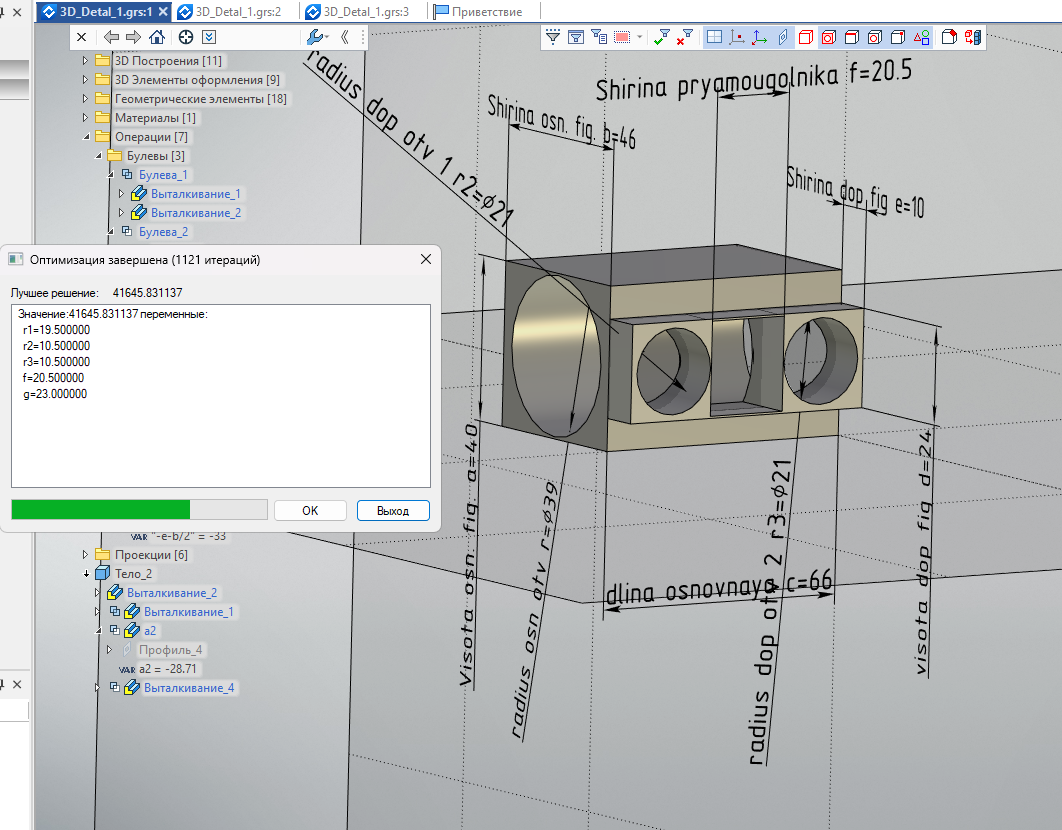 3D_Detal_1.grs:1
3D_Detal_1.grs:2
3D_Detal_1.grs:3
Приветствие
3D Построения [11]
3D Элементы оформления [9]
Геометрические элементы [18]
Материалы [1]
Операции [7]
Булевы [3]
Булева_1
Выталкивание_1
Выталкивание_2
Булева_2
Оптимизация завершена (1121 итераций)
Лучшее решение: 41645.831137
Значение:41645.831137 переменные:
r1=19.500000
r2=10.500000
r3=10.500000
f=20.500000
g=23.000000
OK
Выход
VAR "-e-b/2" = -33
Проекции [6]
Тело_2
Выталкивание_2
Выталкивание_1
a2
Профиль_4
VAR a2 = -28.71
Выталкивание_4
radius dop otv 1 r2=ϕ21
Shirina osn. fig. b=46
Shirina pryamougolnika f=20.5
Shirina dop fig e=10
Visota osn. fig. a=40
radius osn otv r=ϕ39
dlina osnovnaya c=66
radius dop otv 2 r3=ϕ21
visota dop fig d=24